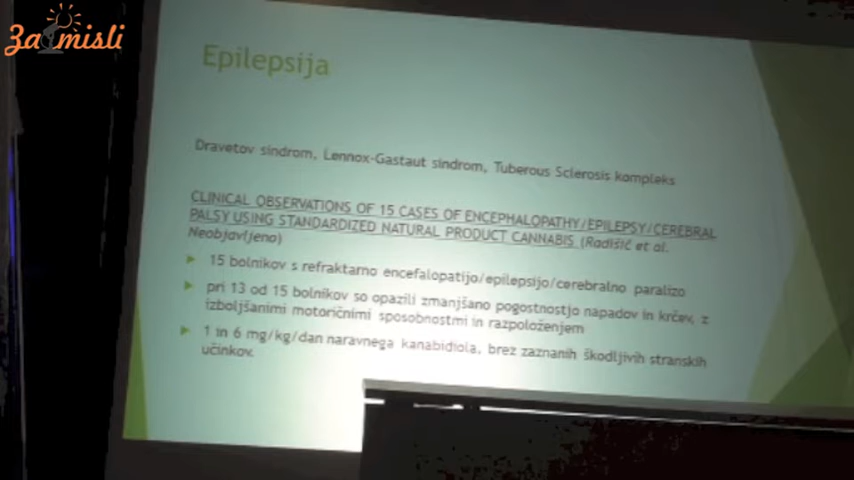 Za misli
Epilepsija
Dravetov sindrom, Lennox-Gastaut sindrom, Tuberous Sclerosis kompleks
CLINICAL OBSERVATIONS OF 15 CASES OF ENCEPHALOPATHY/EPILEPSY/CEREBRAL
PALSY USING STANDARDIZED NATURAL PRODUCT CANNABIS (Radišić et al.
Neobjavljeno)
15 bolnikov s refraktarno encefalopatijo/epilepsijo/cerebralno paralizo
pri 13 od 15 bolnikov so opazili zmanjšano pogostnostjo napadov in krčev, z
izboljšanimi motoričnimi sposobnostmi in razpoloženjem
1 in 6 mg/kg/dan naravnega kanabidiola, brez zaznanih škodljivih stranskih
učinkov.